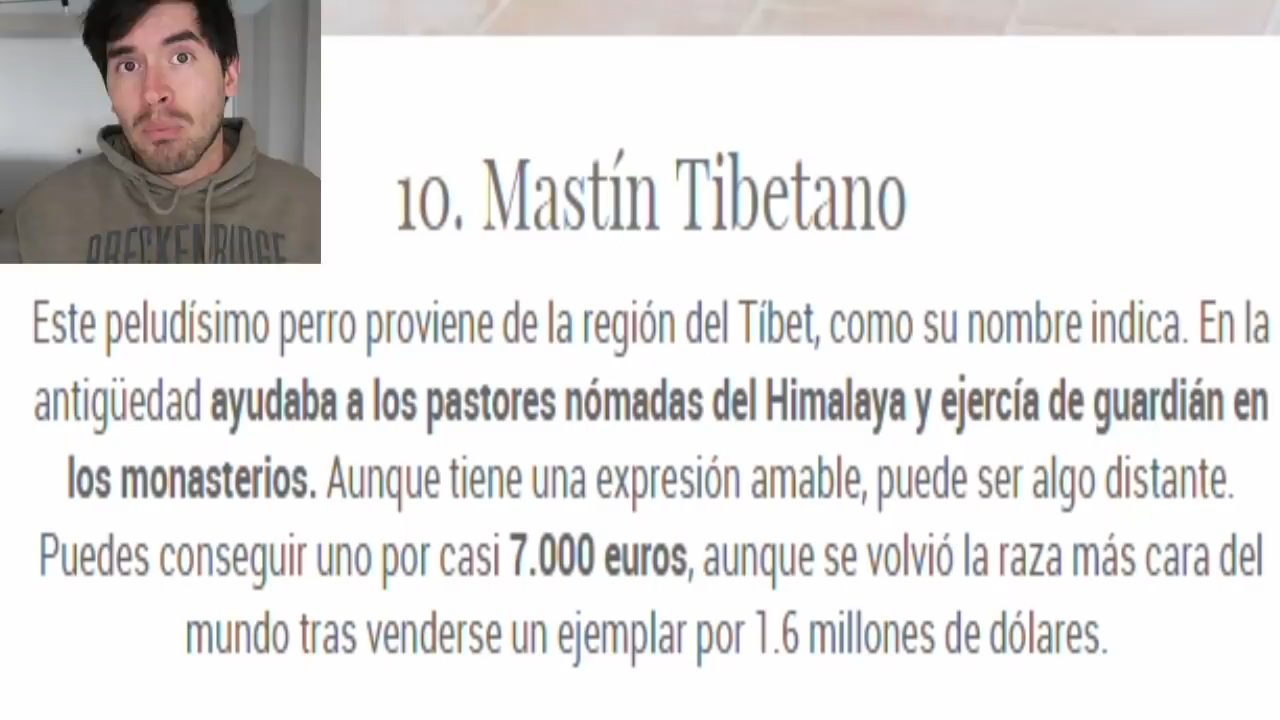 BRECKENRIDGE
10. Mastín Tibetano
Este peludísimo perro proviene de la región del Tíbet, como su nombre indica. En la
antigüedad ayudaba a los pastores nómadas del Himalaya y ejercía de guardián en
los monasterios. Aunque tiene una expresión amable, puede ser algo distante.
Puedes conseguir uno por casi 7.000 euros, aunque se volvió la raza más cara del
mundo tras venderse un ejemplar por 1.6 millones de dólares.